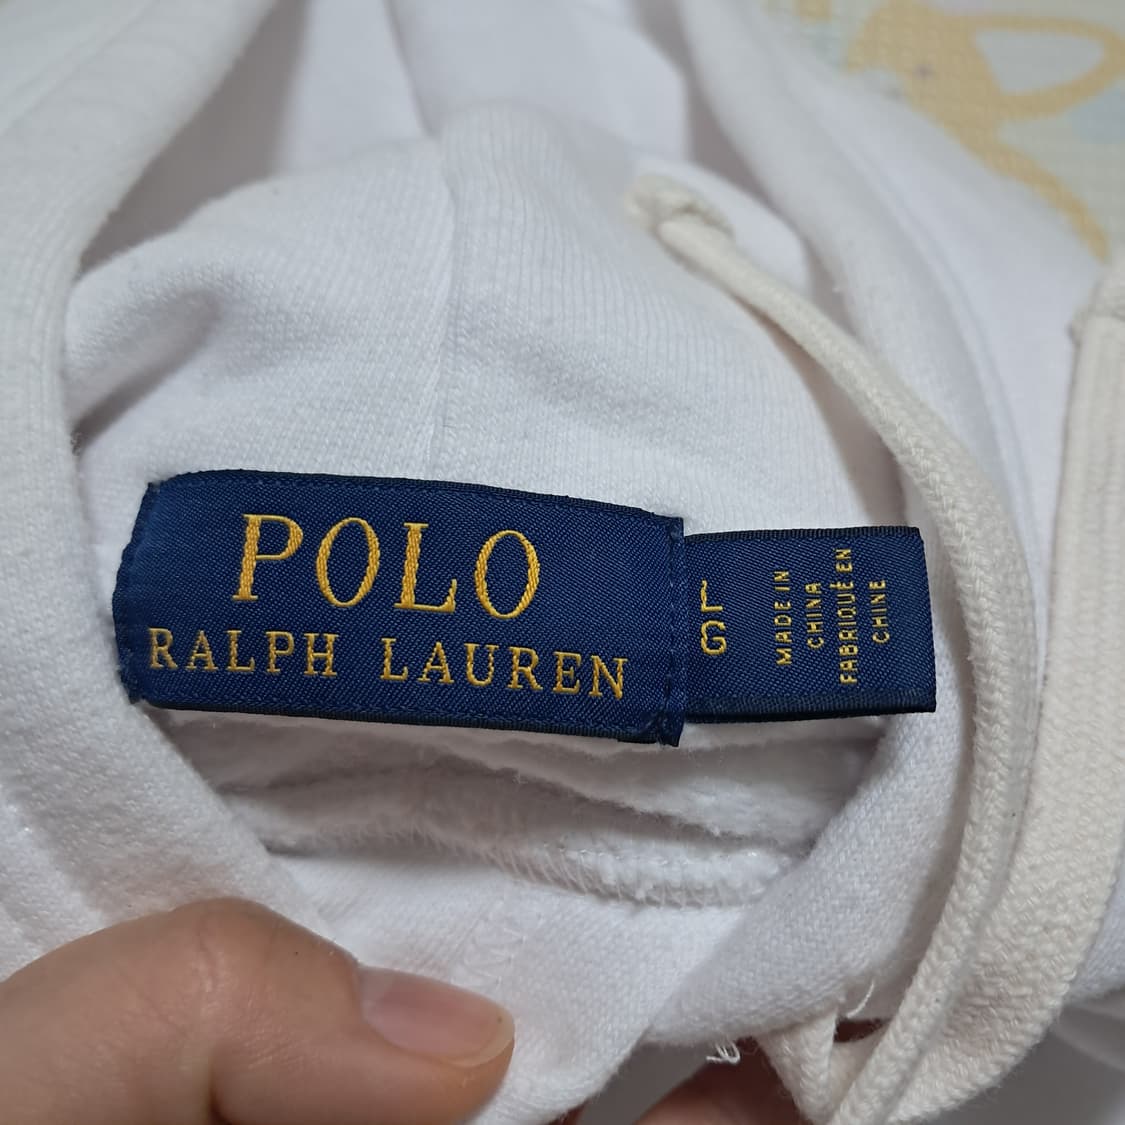 POLO
RALPH LAUREN
L
G
MADE IN
CHINA
FABRIQUÉ EN
CHINE